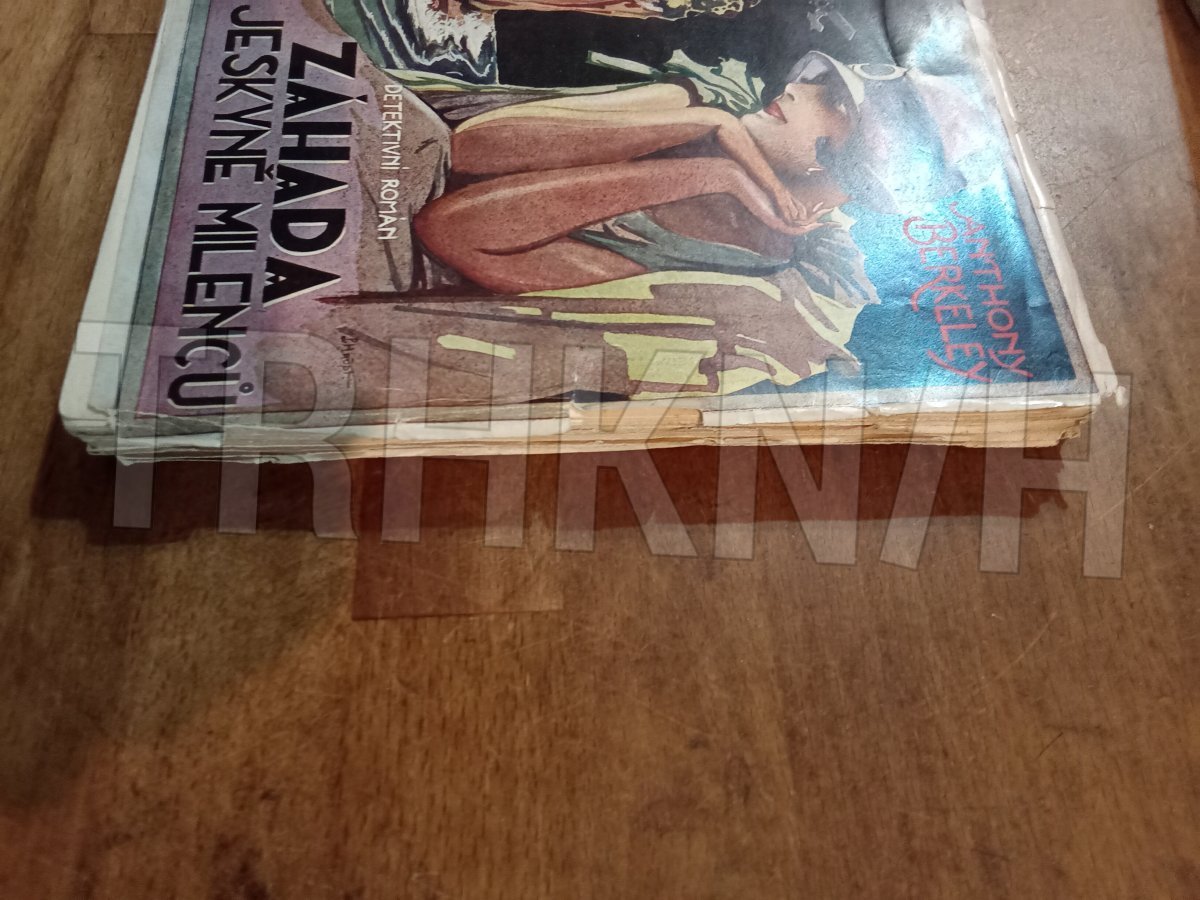 ANTHONY
BERKELEY
DETEKTIVNÍ ROMÁN
ZÁHADA
JESKYNĚ MILENCŮ
TRHKNIH